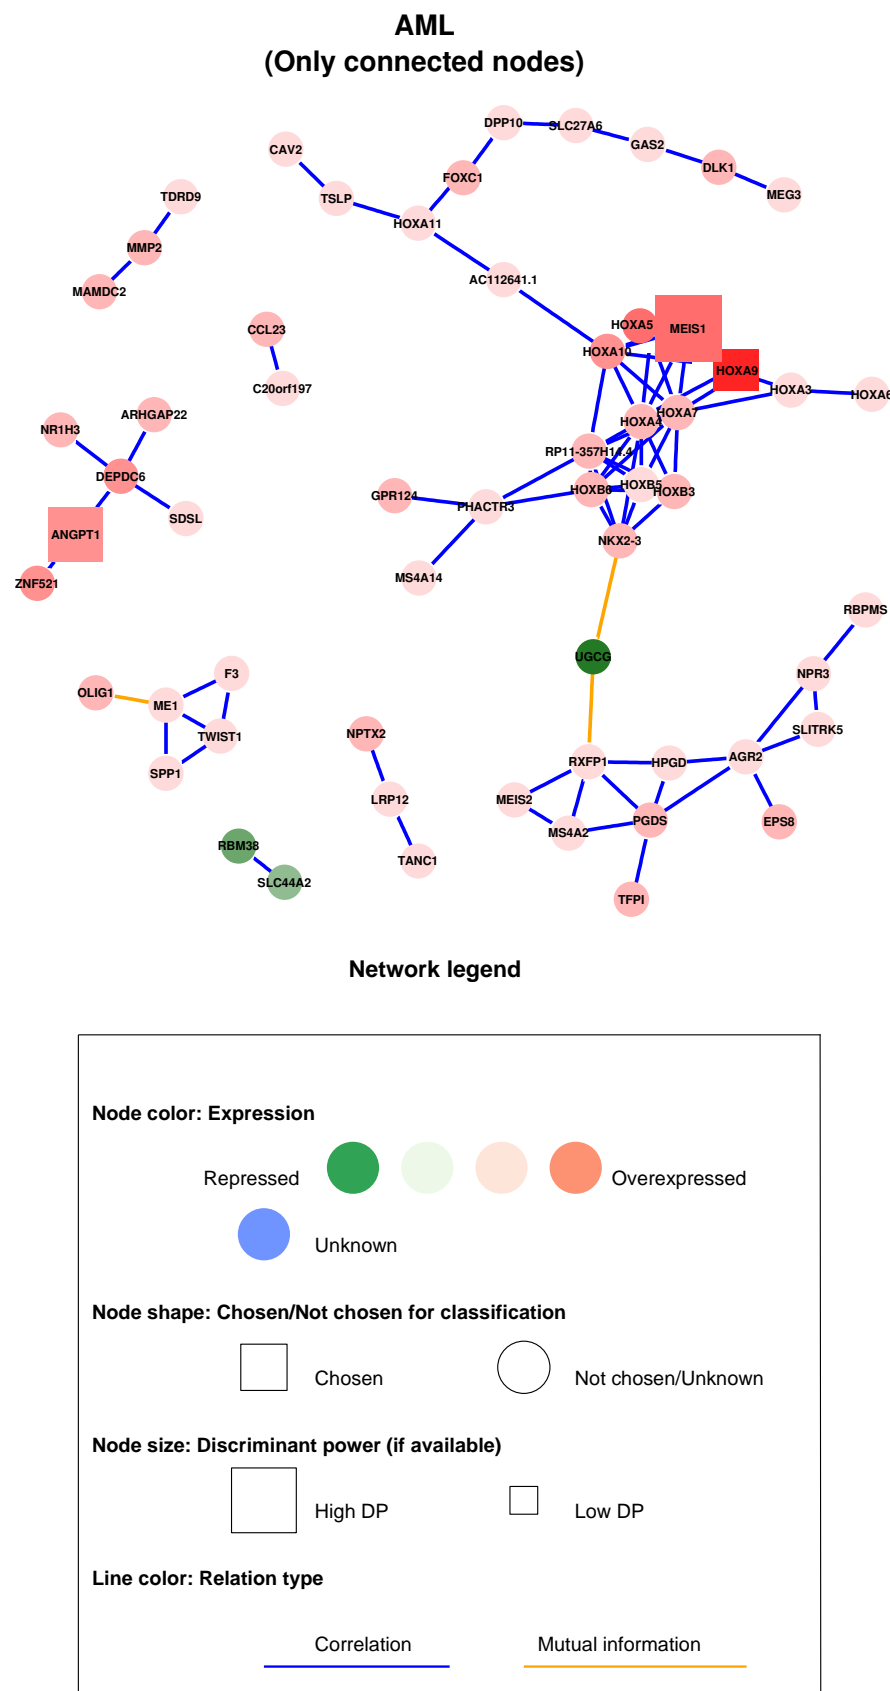 AML
(Only connected nodes)
DPP10
SLC27A6
GAS2
CAV2
DLK1
FOXC1
MEG3
TDRD9
TSLP
HOXA11
MMP2
AC112641.1
MAMDC2
CCL23
HOXA5
MEIS1
HOXA10
HOXA9
C20orf197
HOXA3
HOXA6
ARHGAP22
HOXA7
HOXA4
NR1H3
RP11-357H14.4
DEPDC6
HOXB5
HOXB6
HOXB3
GPR124
PHACTR3
SDSL
ANGPT1
NKX2-3
MS4A14
ZNF521
RBPMS
UGCG
F3
NPR3
OLIG1
ME1
SLITRK5
TWIST1
NPTX2
AGR2
RXFP1
HPGD
SPP1
LRP12
MEIS2
PGDS
EPS8
MS4A2
RBM38
TANC1
SLC44A2
TFPI
Network legend
Node color: Expression
Repressed
Overexpressed
Unknown
Node shape: Chosen/Not chosen for classification
Chosen
Not chosen/Unknown
Node size: Discriminant power (if available)
High DP
Low DP
Line color: Relation type
Correlation
Mutual information